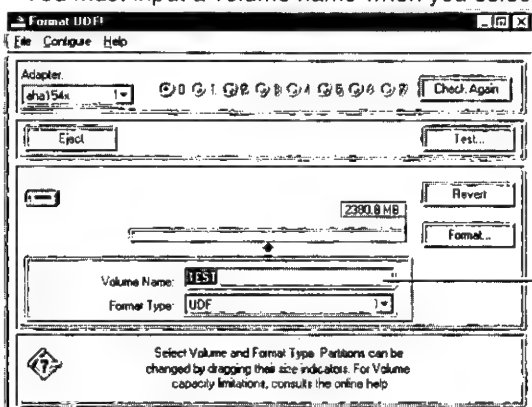 You must input a volume name when you select
Format UDF!
File Configure Help
Adapter:
aha154x 1
0 1 2 3 4 5 6 7 Check Again
Eject Test...
Revert
2380.8 MB
Format...
Volume Name: TEST
Format Type: UDF 1
Select Volume and Format Type. Partitions can be
changed by dragging their size indicators. For Volume
capacity limitations, consults the online help